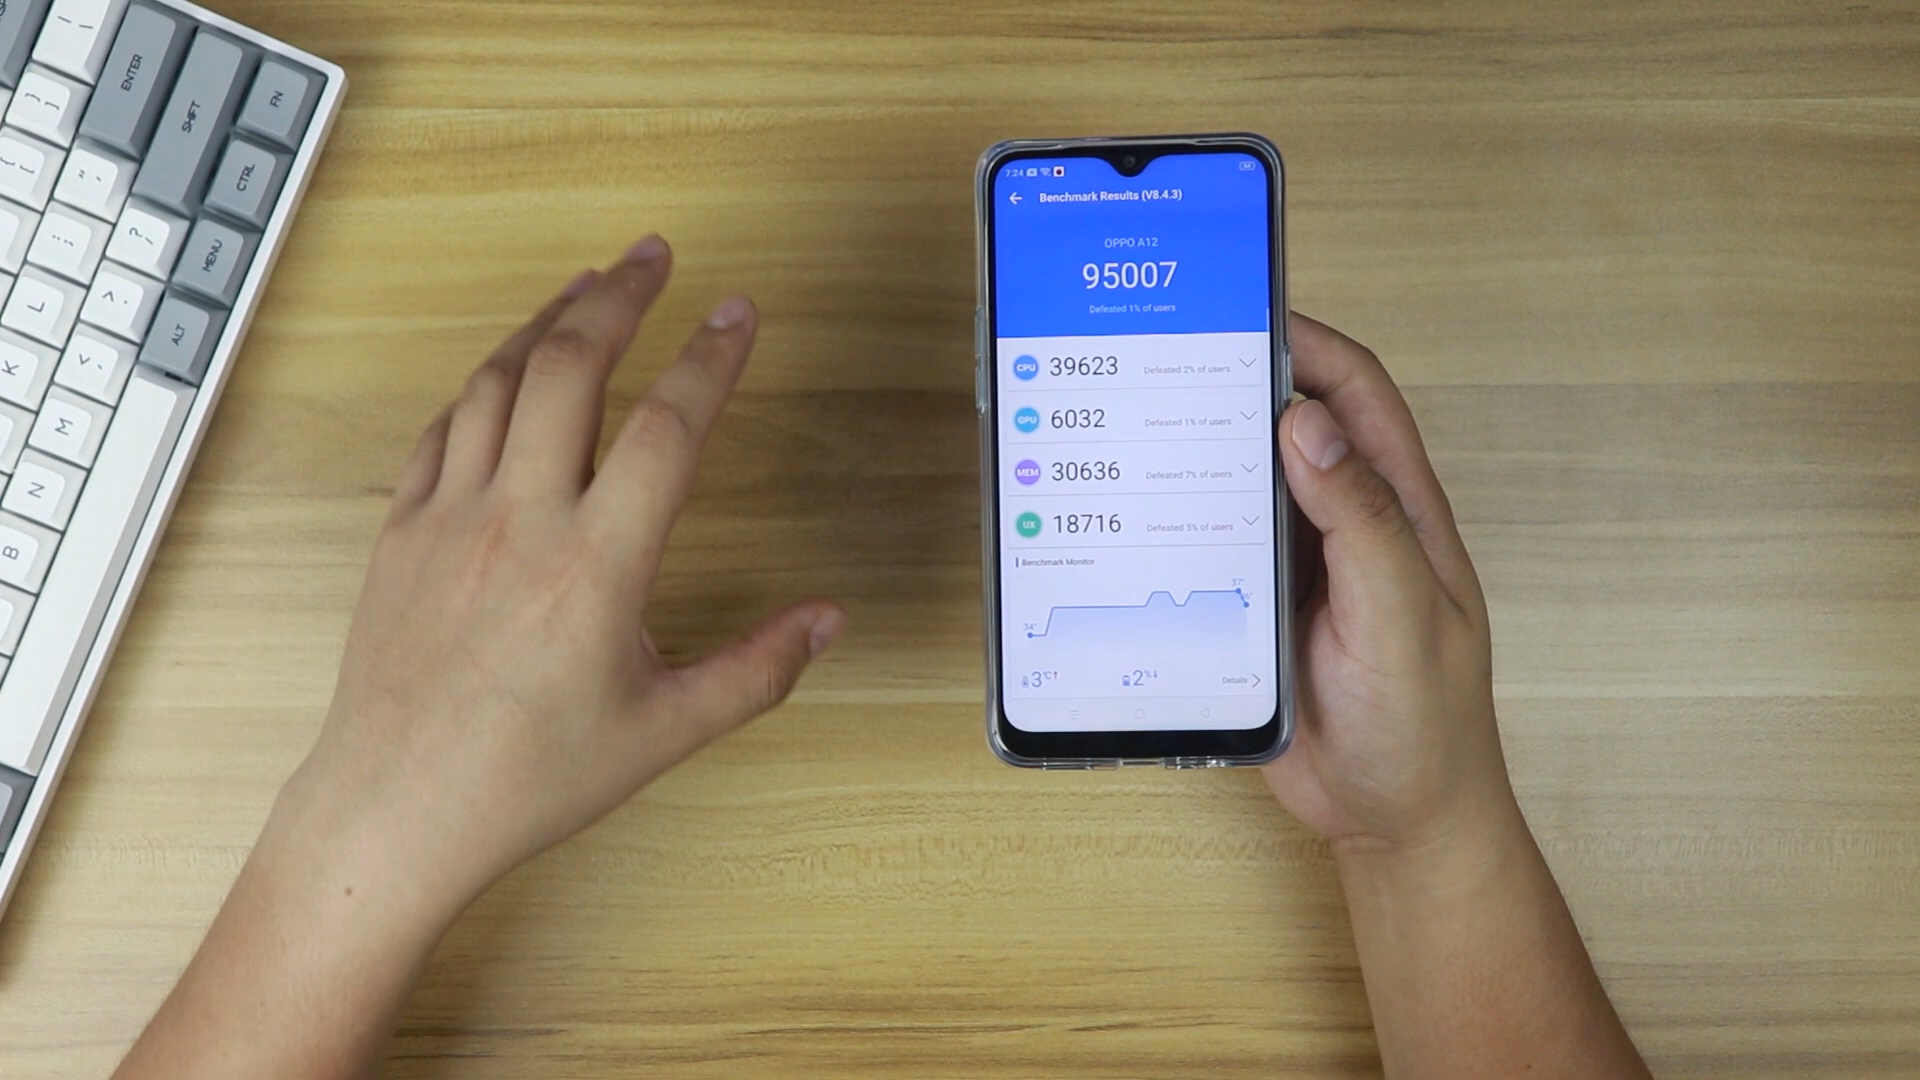 ENTER
SHIFT
FN
CTRL
MENU
ALT
L
K
M
N
B
7:24
Benchmark Results (V8.4.3)
OPPO A12
95007
Defeated 1% of users
CPU 39623 Defeated 2% of users
GPU 6032 Defeated 1% of users
MEM 30636 Defeated 7% of users
UX 18716 Defeated 5% of users
Benchmark Monitor
37°
34°
3°C↑ 2%↓ Details